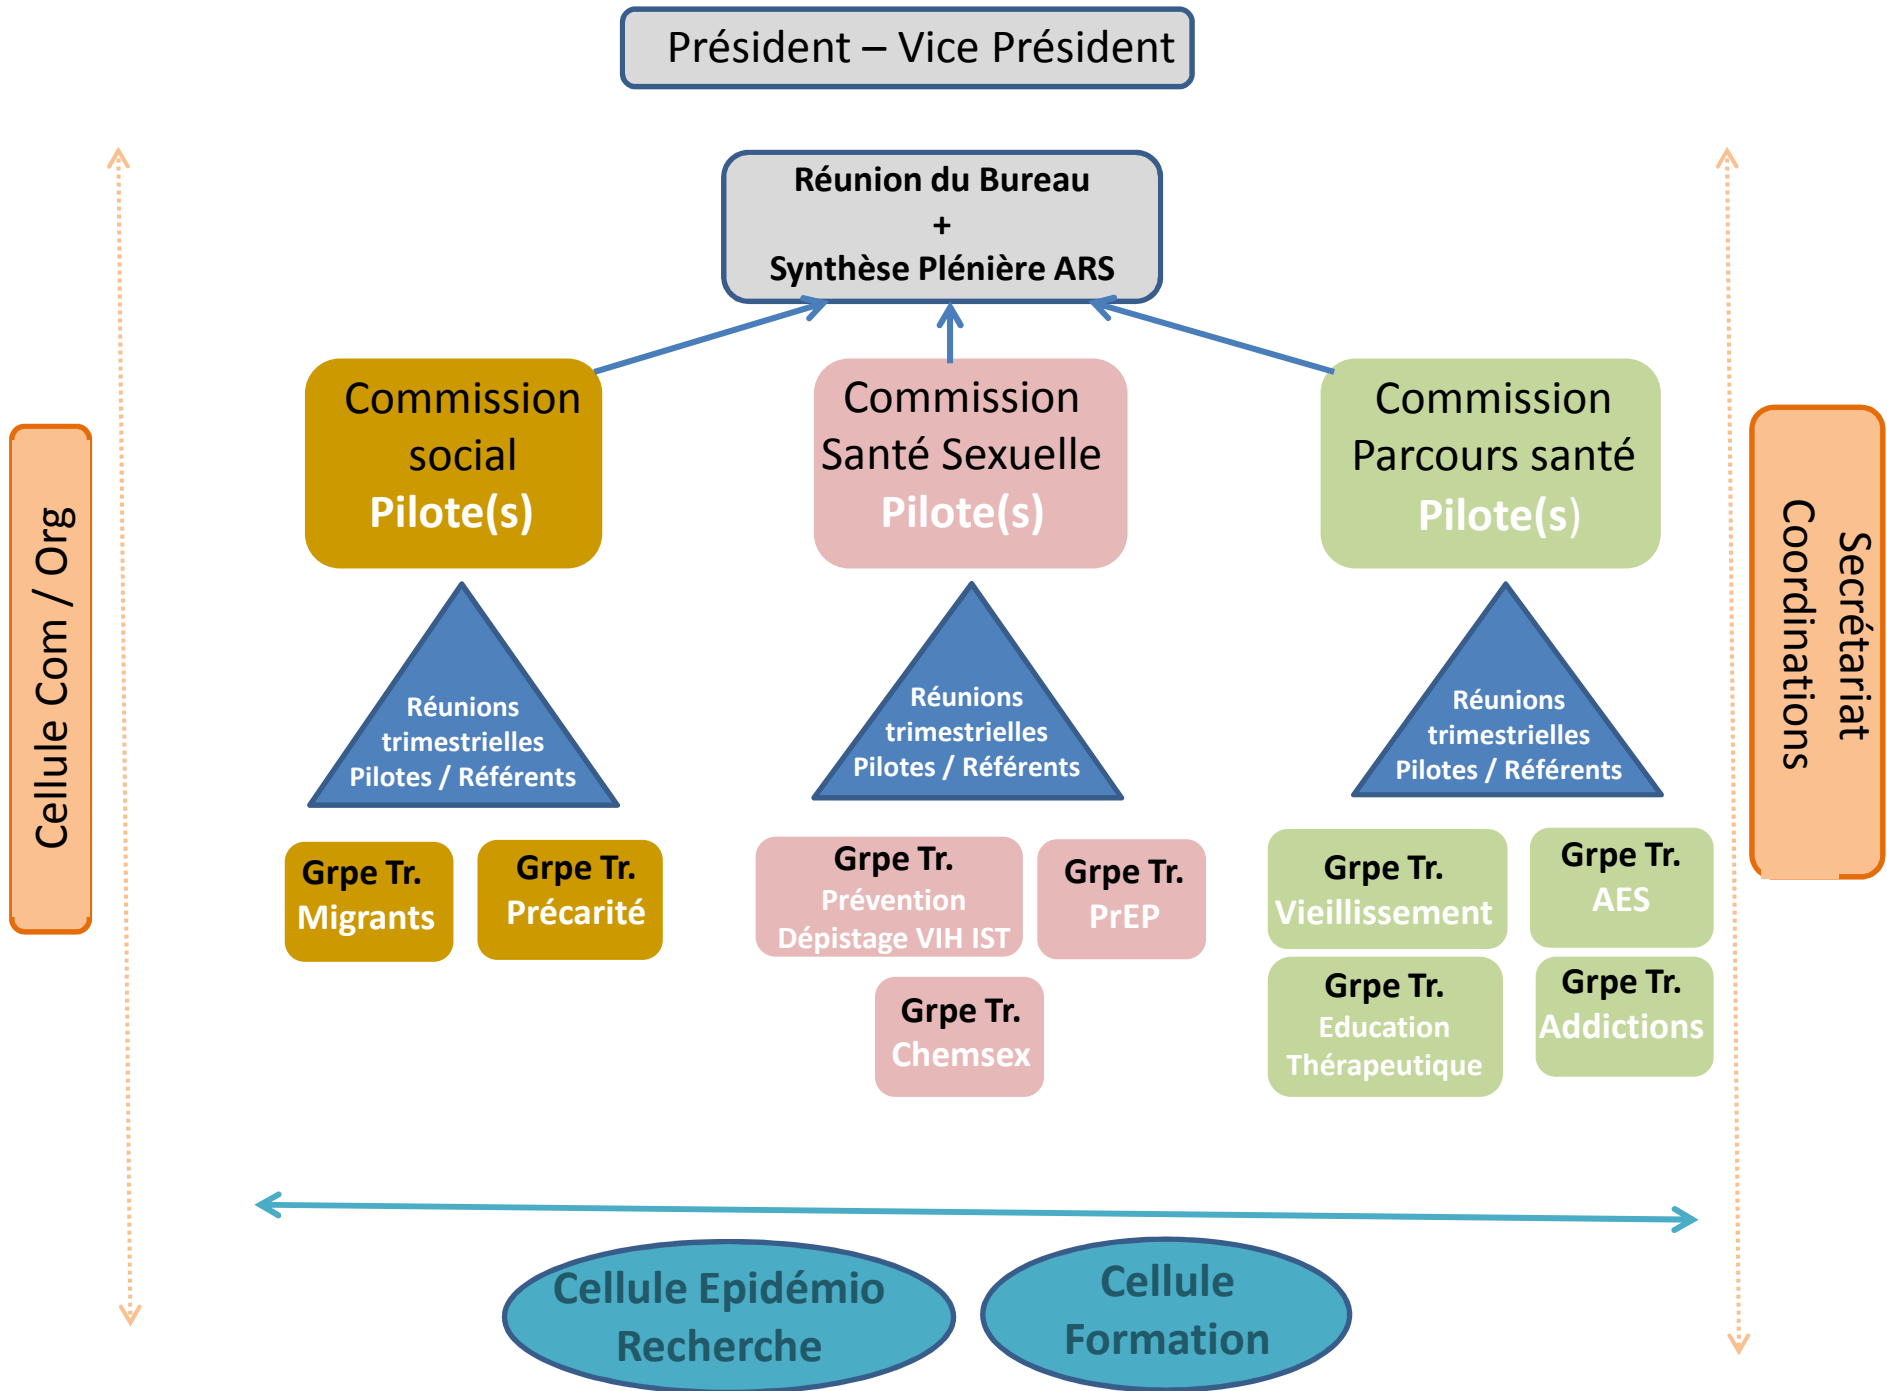 Président – Vice Président
Réunion du Bureau
+
Synthèse Plénière ARS
Cellule Com / Org
Commission
social
Pilote(s)
Commission
Santé Sexuelle
Pilote(s)
Commission
Parcours santé
Pilote(s)
Secrétariat
Coordinations
Réunions
trimestrielles
Pilotes / Référents
Réunions
trimestrielles
Pilotes / Référents
Réunions
trimestrielles
Pilotes / Référents
Grpe Tr.
Migrants
Grpe Tr.
Précarité
Grpe Tr.
Prévention
Dépistage VIH IST
Grpe Tr.
PrEP
Grpe Tr.
Chemsex
Grpe Tr.
Vieillissement
Grpe Tr.
AES
Grpe Tr.
Education
Thérapeutique
Grpe Tr.
Addictions
Cellule Epidémio
Recherche
Cellule
Formation